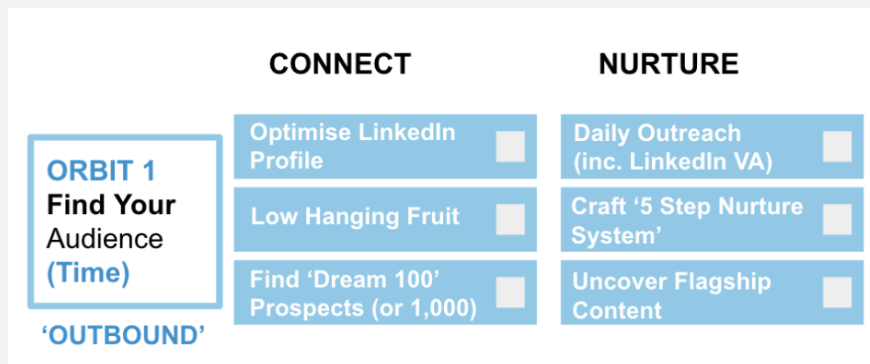 CONNECT
NURTURE
ORBIT 1
Find Your
Audience
(Time)
‘OUTBOUND’
Optimise LinkedIn
Profile
Low Hanging Fruit
Find ‘Dream 100’
Prospects (or 1,000)
Daily Outreach
(inc. LinkedIn VA)
Craft ‘5 Step Nurture
System’
Uncover Flagship
Content